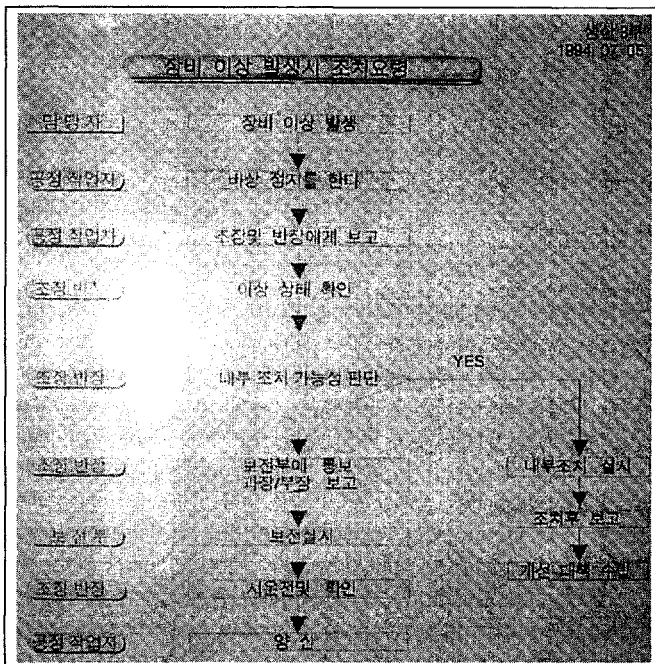 1994. 07. 05
장비 이상 발생시 조치요령
담 당 자
장비 이상 발생
공정 작업자
비상 정지를 한다
공정 작업자
조장및 반장에게 보고
조장 반장
이상 상태 확인
조장 반장
내부 조치 가능성 판단
YES
조장 반장
보전부에 통보
과장/부장 보고
내부조치 실시
보 전 부
보전실시
조치후 보고
조장 반장
시운전및 확인
개선 대책 수립
공정 작업자
양 산